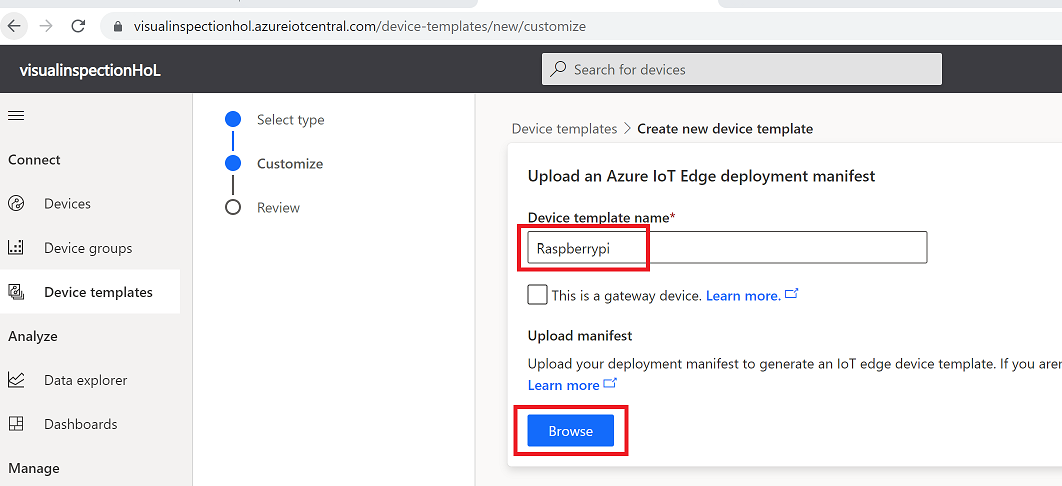 visualinspectionhol.azureiotcentral.com/device-templates/new/customize
visualinspectionHoL
Search for devices
Connect
Devices
Device groups
Device templates
Analyze
Data explorer
Dashboards
Manage
Select type
Customize
Review
Device templates > Create new device template
Upload an Azure IoT Edge deployment manifest
Device template name*
Raspberrypi
This is a gateway device. Learn more.
Upload manifest
Upload your deployment manifest to generate an IoT edge device template. If you aren
Learn more
Browse